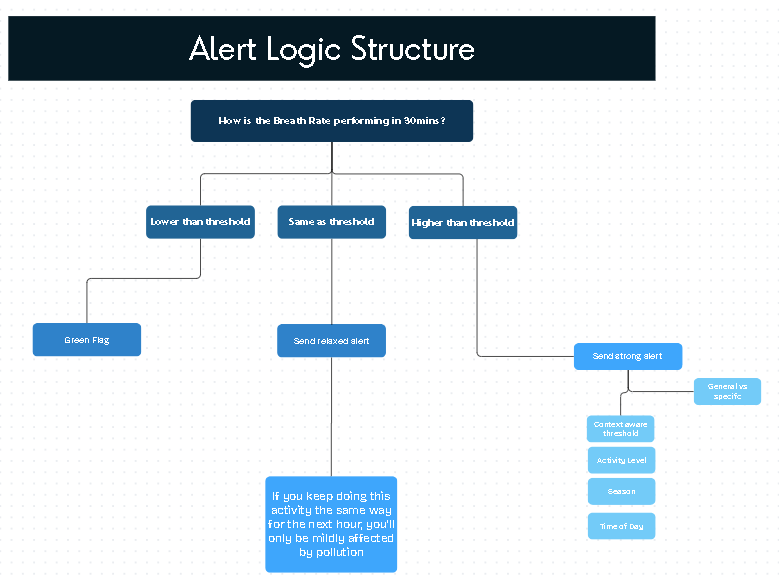 Alert Logic Structure
How is the Breath Rate performing in 30mins?
Lower than threshold
Same as threshold
Higher than threshold
Green Flag
Send relaxed alert
Send strong alert
General vs
specific
Context aware
threshold
Activity Level
Season
Time of Day
If you keep doing this
activity the same way
for the next hour, you'll
only be mildly affected
by pollution